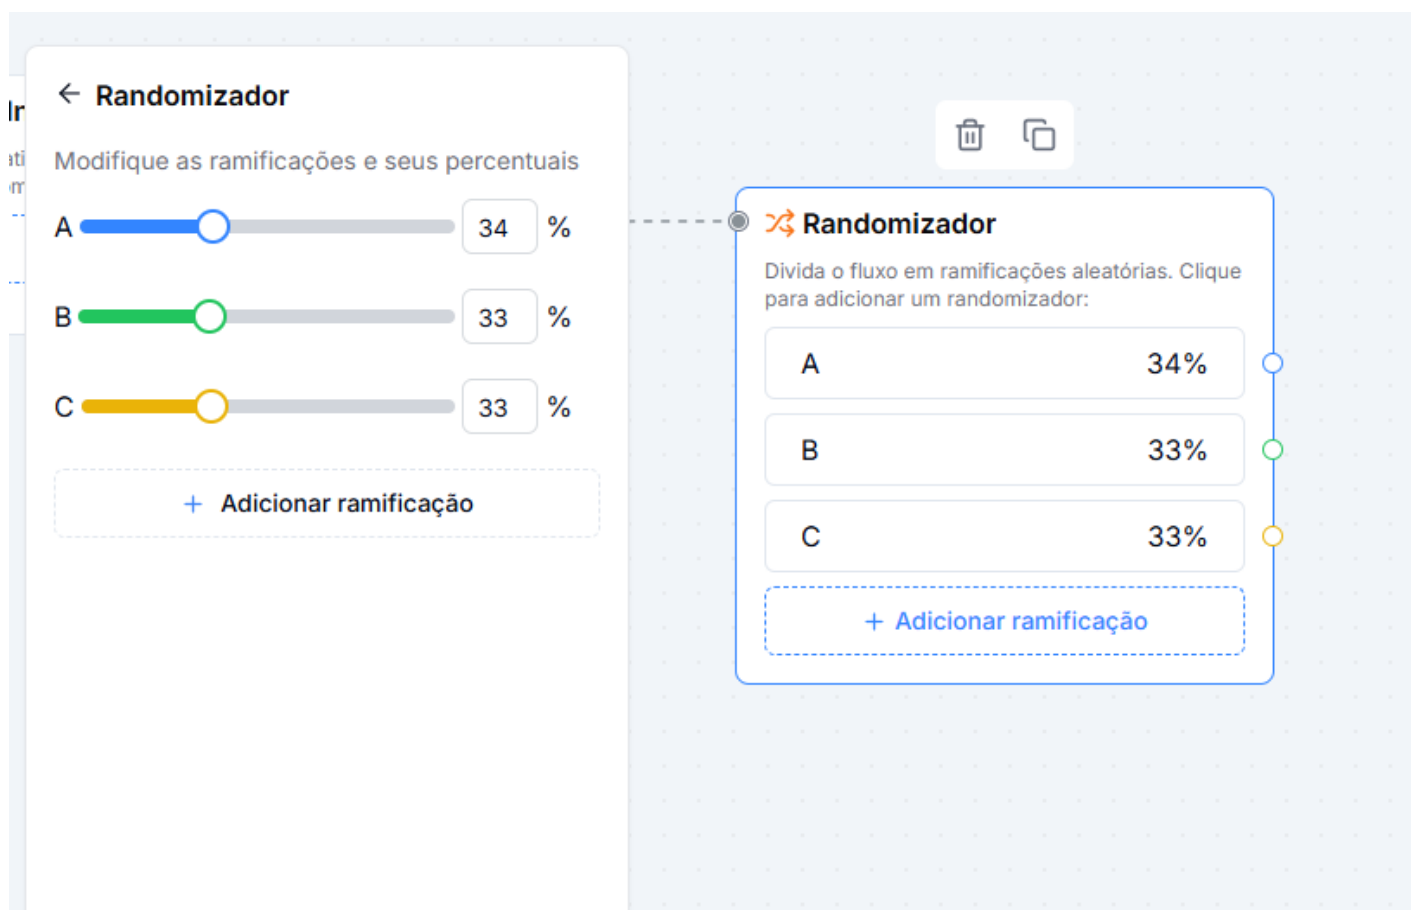 Randomizador
Modifique as ramificações e seus percentuais
A 34 %
B 33 %
C 33 %
+ Adicionar ramificação
Randomizador
Divida o fluxo em ramificações aleatórias. Clique
para adicionar um randomizador:
A 34%
B 33%
C 33%
+ Adicionar ramificação